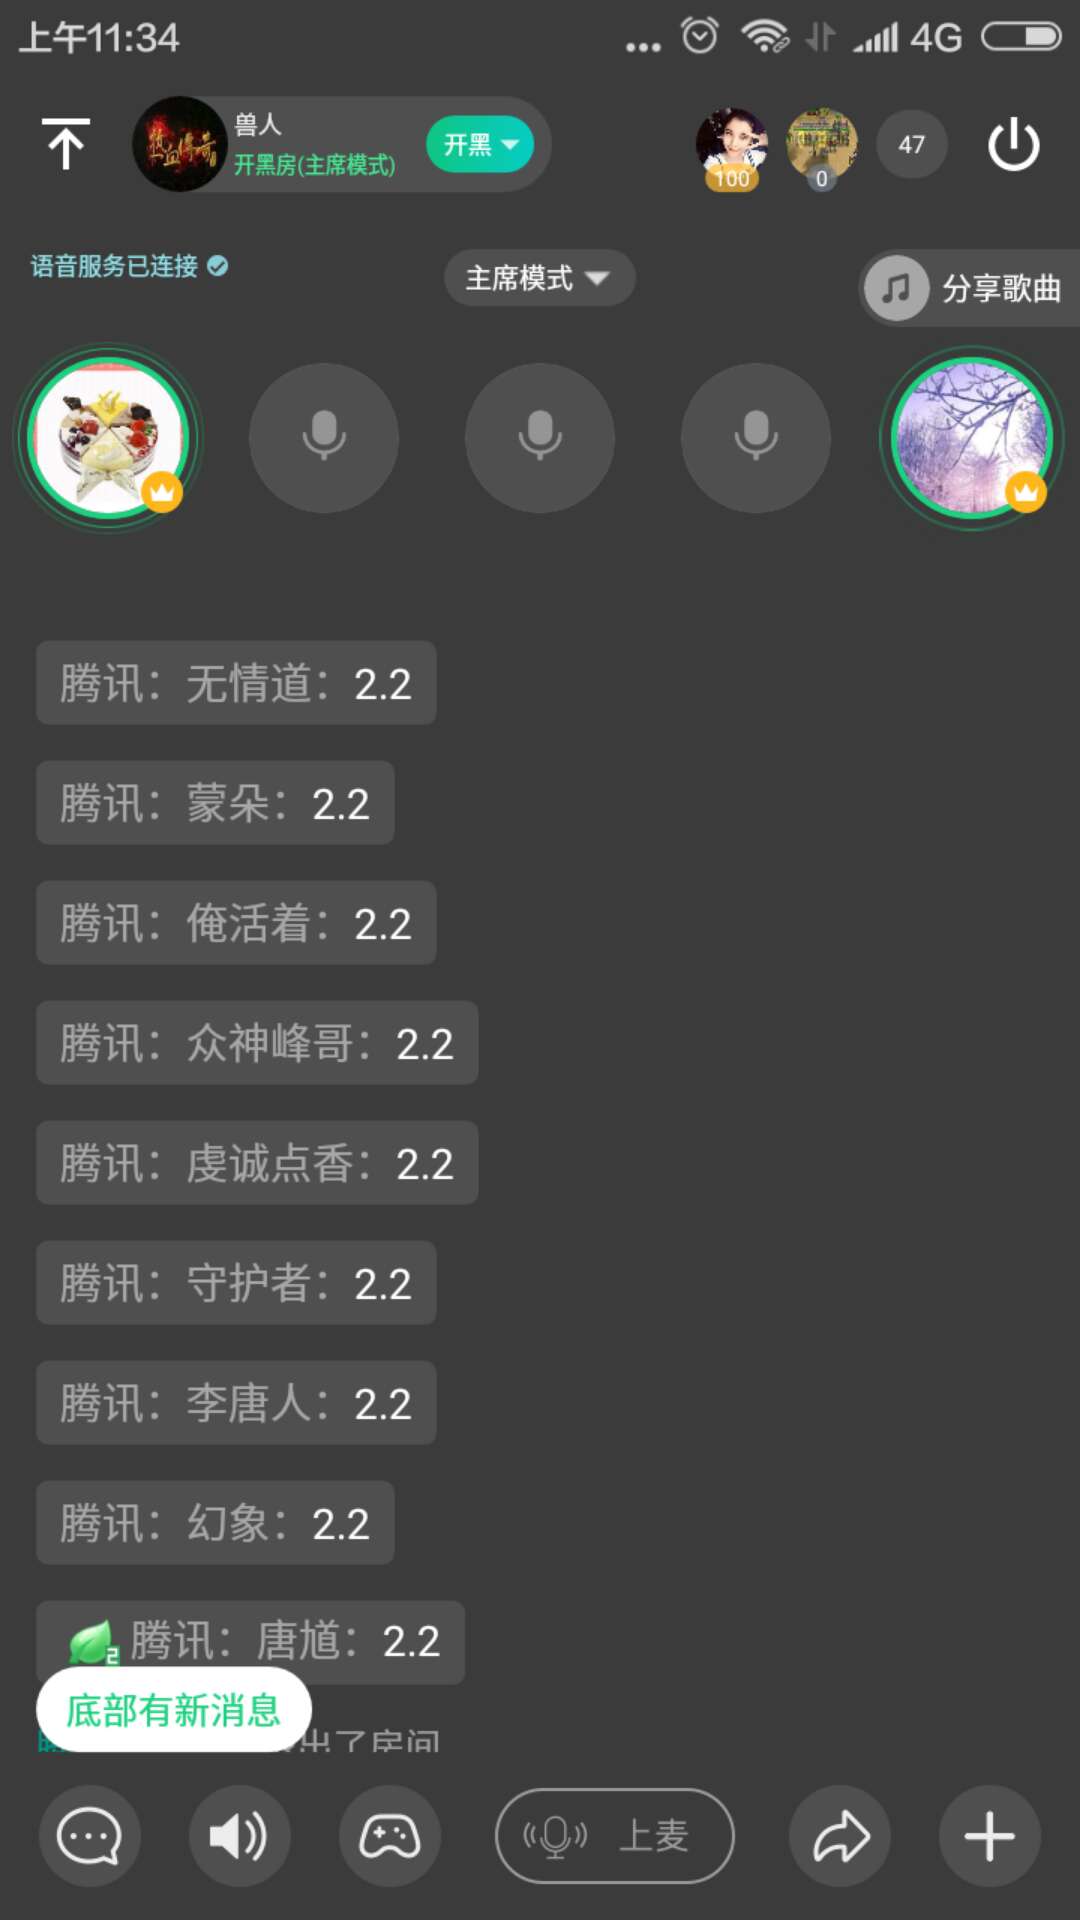 上午11:34
4G
热血传奇
兽人
开黑房(主席模式)
开黑
100
0
47
语音服务已连接
主席模式
分享歌曲
腾讯：无情道：2.2
腾讯：蒙朵：2.2
腾讯：俺活着：2.2
腾讯：众神峰哥：2.2
腾讯：虔诚点香：2.2
腾讯：守护者：2.2
腾讯：李唐人：2.2
腾讯：幻象：2.2
2
腾讯：唐馗：2.2
底部有新消息
出了房间
上麦